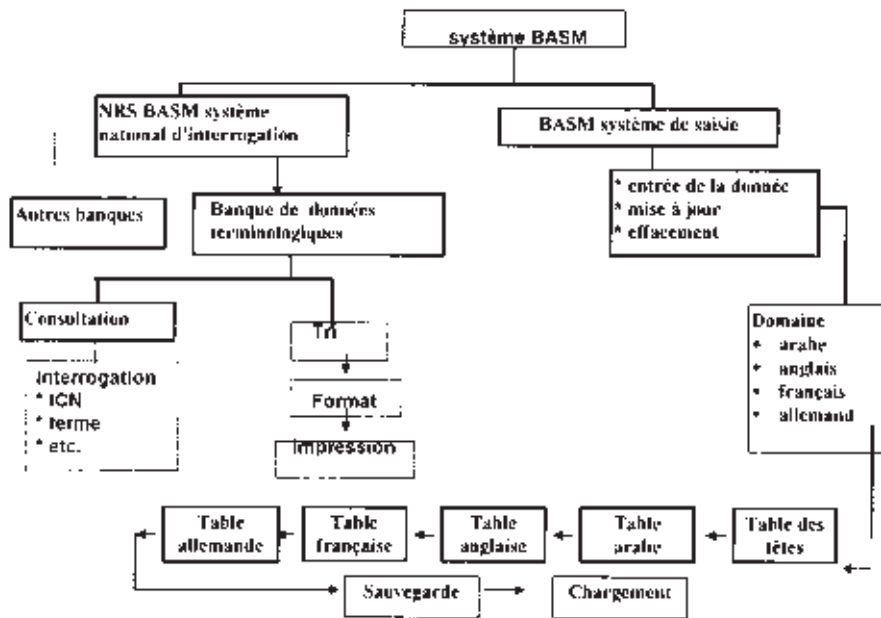 système BASM
NRS BASM système
national d'interrogation
BASM système de saisie
Autres banques
Banque de données
terminologiques
* entrée de la donnée
* mise à jour
* effacement
Consultation
Interrogation
* ICN
* terme
* etc.
Tri
Format
Impression
Domaine
* arabe
* anglais
* français
* allemand
Table
allemande
Table
française
Table
anglaise
Table
arabe
Table des
têtes
Sauvegarde
Chargement